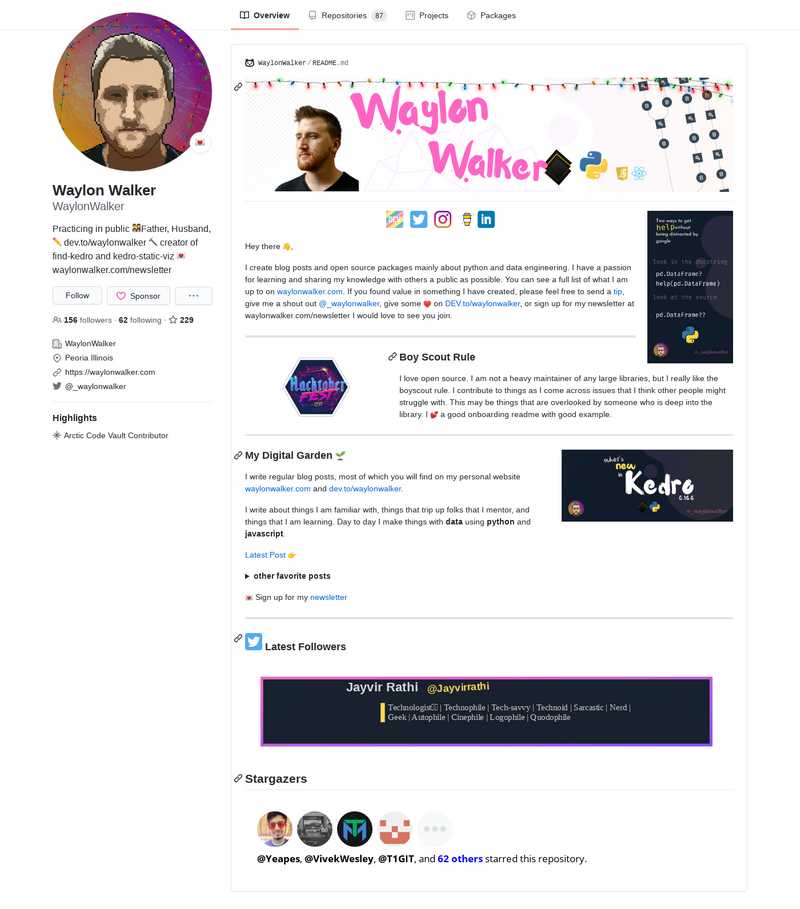 Overview
Repositories 87
Projects
Packages
Waylon Walker
WaylonWalker
Practicing in public 👨‍👩‍👧‍👧Father, Husband,
✏️ dev.to/waylonwalker 🔨 creator of
find-kedro and kedro-static-viz 💌
waylonwalker.com/newsletter
Follow
Sponsor
···
156 followers · 62 following · 229
WaylonWalker
Peoria Illinois
https://waylonwalker.com
@_waylonwalker
Highlights
Arctic Code Vault Contributor
WaylonWalker/README.md
Waylon
Walker
Hey there 👋,
I create blog posts and open source packages mainly about python and data engineering. I have a passion
for learning and sharing my knowledge with others a public as possible. You can see a full list of what I am
up to on waylonwalker.com. If you found value in something I have created, please feel free to send a tip,
give me a shout out @_waylonwalker, give some ❤️ on DEV.to/waylonwalker, or sign up for my newsletter at
waylonwalker.com/newsletter I would love to see you join.
Two ways to get
help without
being distracted by
google
look in the docstring
pd.DataFrame?
help(pd.DataFrame)
look at the source
pd.DataFrame??
Hacktober
FEST
Boy Scout Rule
I love open source. I am not a heavy maintainer of any large libraries, but I really like the
boyscout rule. I contribute to things as I come across issues that I think other people might
struggle with. This may be things that are overlooked by someone who is deep into the
library. I 💕 a good onboarding readme with good example.
My Digital Garden 🌱
I write regular blog posts, most of which you will find on my personal website
waylonwalker.com and dev.to/waylonwalker.
I write about things I am familiar with, things that trip up folks that I mentor, and
things that I am learning. Day to day I make things with data using python and
javascript.
what's
new
in
Kedro
0.16.6
Latest Post 👉
other favorite posts
💌 Sign up for my newsletter
Latest Followers
Jayvir Rathi @Jayvirrathi
Technologist | Technophile | Tech-savvy | Technoid | Sarcastic | Nerd |
Geek | Autophile | Cinephile | Logophile | Quodophile
Stargazers
@Yeapes, @VivekWesley, @T1GIT, and 62 others starred this repository.